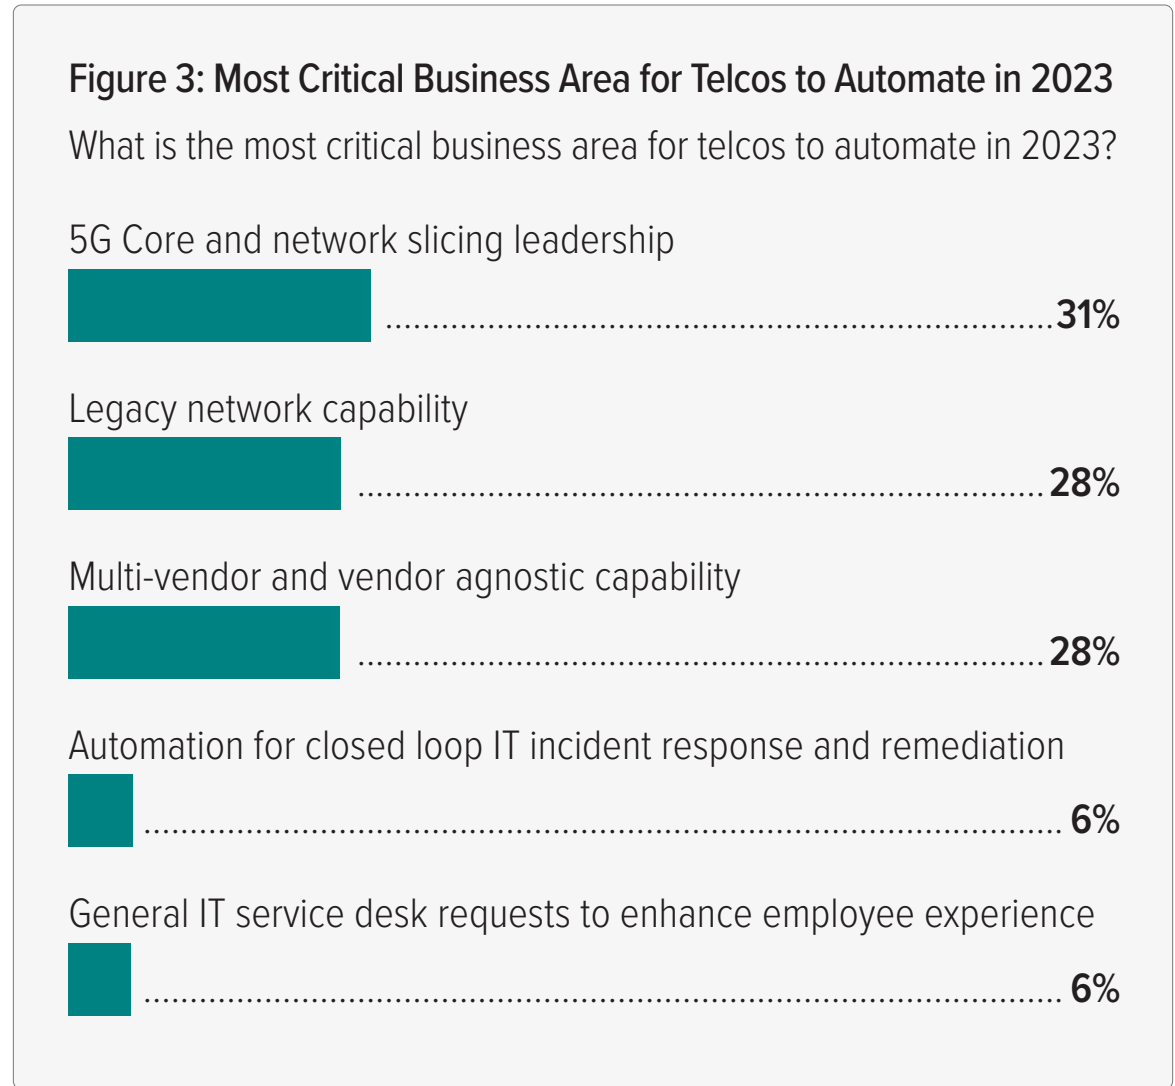 Figure 3: Most Critical Business Area for Telcos to Automate in 2023
What is the most critical business area for telcos to automate in 2023?
5G Core and network slicing leadership
31%
Legacy network capability
28%
Multi-vendor and vendor agnostic capability
28%
Automation for closed loop IT incident response and remediation
6%
General IT service desk requests to enhance employee experience
6%